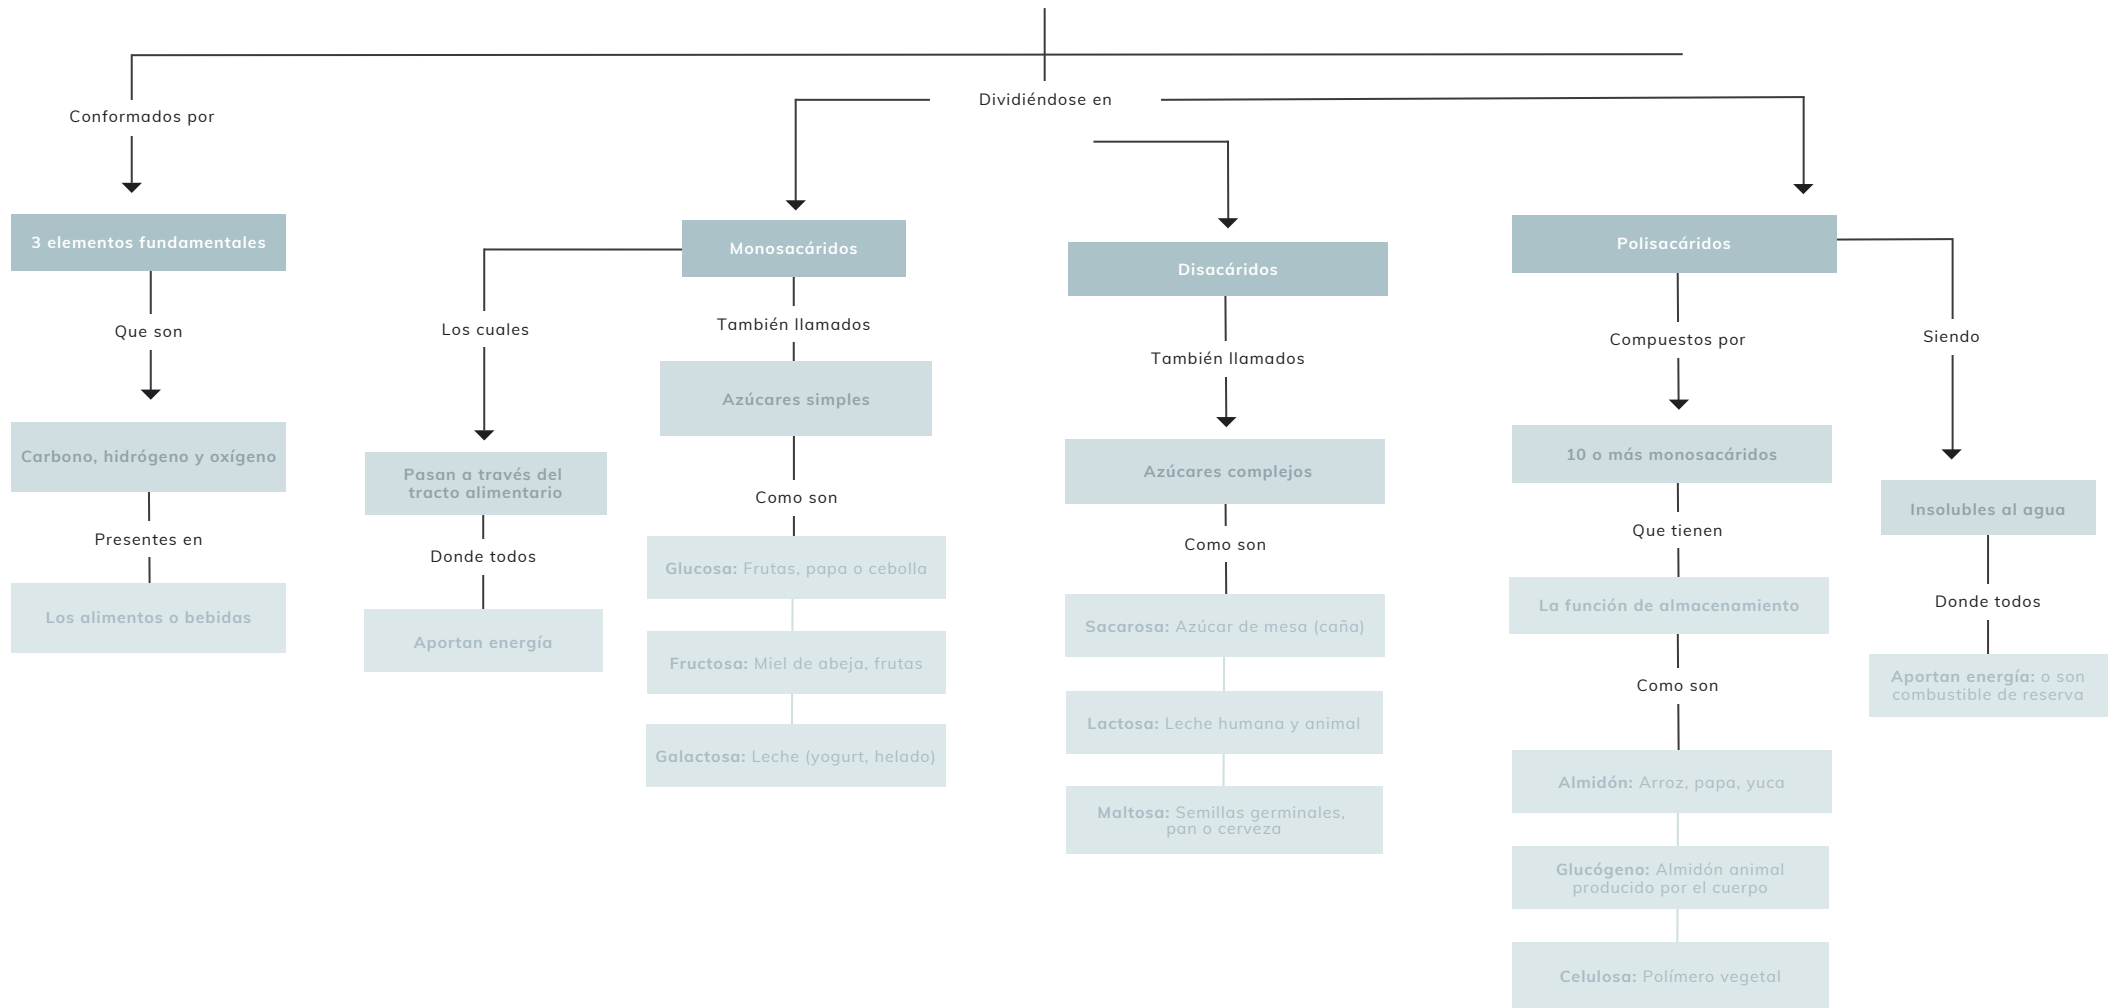 Dividiéndose en
Conformados por
3 elementos fundamentales
Que son
Carbono, hidrógeno y oxígeno
Presentes en
Los alimentos o bebidas
Monosacáridos
Los cuales
Pasan a través del
tracto alimentario
Donde todos
Aportan energía
También llamados
Azúcares simples
Como son
Glucosa: Frutas, papa o cebolla
Fructosa: Miel de abeja, frutas
Galactosa: Leche (yogurt, helado)
Disacáridos
También llamados
Azúcares complejos
Como son
Sacarosa: Azúcar de mesa (caña)
Lactosa: Leche humana y animal
Maltosa: Semillas germinales,
pan o cerveza
Polisacáridos
Compuestos por
10 o más monosacáridos
Que tienen
La función de almacenamiento
Como son
Almidón: Arroz, papa, yuca
Glucógeno: Almidón animal
producido por el cuerpo
Celulosa: Polímero vegetal
Siendo
Insolubles al agua
Donde todos
Aportan energía: o son
combustible de reserva